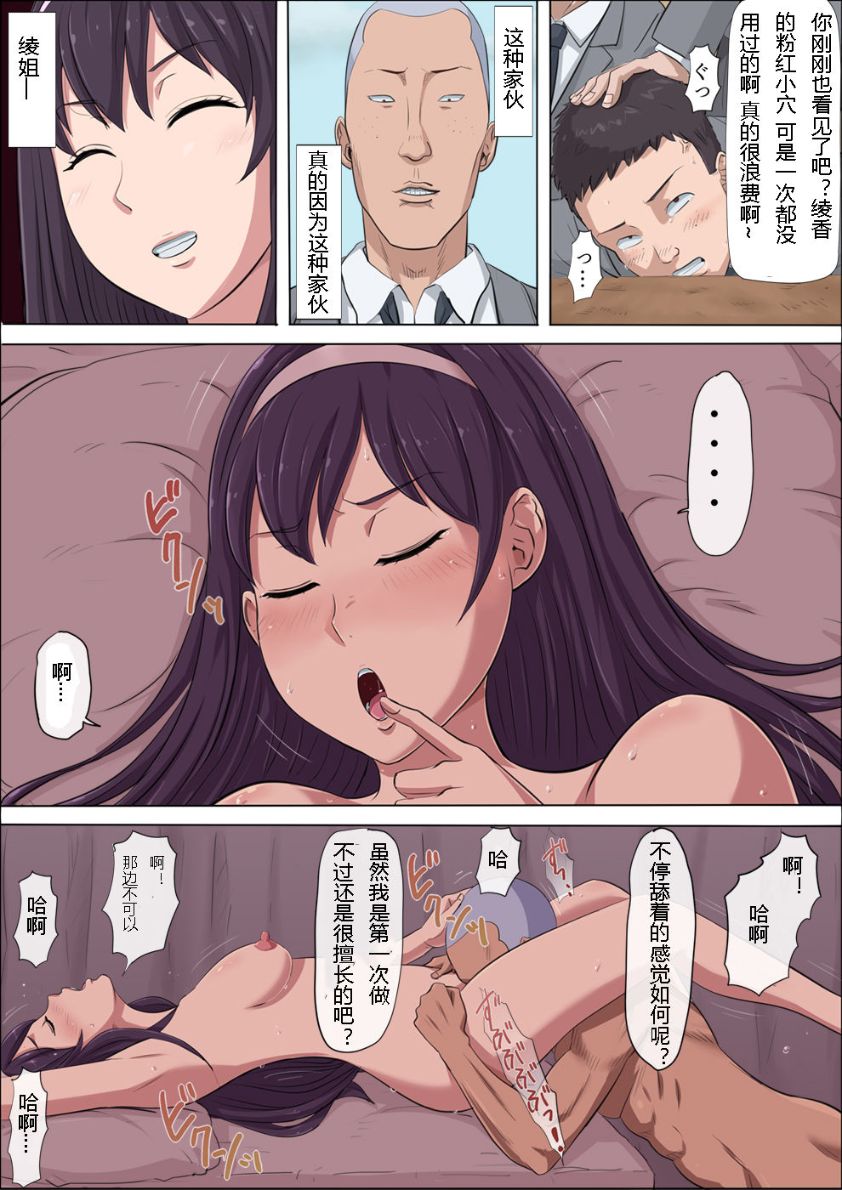 你刚刚也看见了吧？绫香
的粉红小穴 可是一次都没
用过的啊 真的很浪费啊~
ぐっ
っ…
这种家伙
真的因为这种家伙
绫姐—
・・・・
ビクンッ
啊…
啊！
哈啊
不停舔着的感觉如何呢？
哈
虽然我是第一次做
不过还是很擅长的吧？
啊！
那边不可以
哈啊
哈啊……
ビクンッ